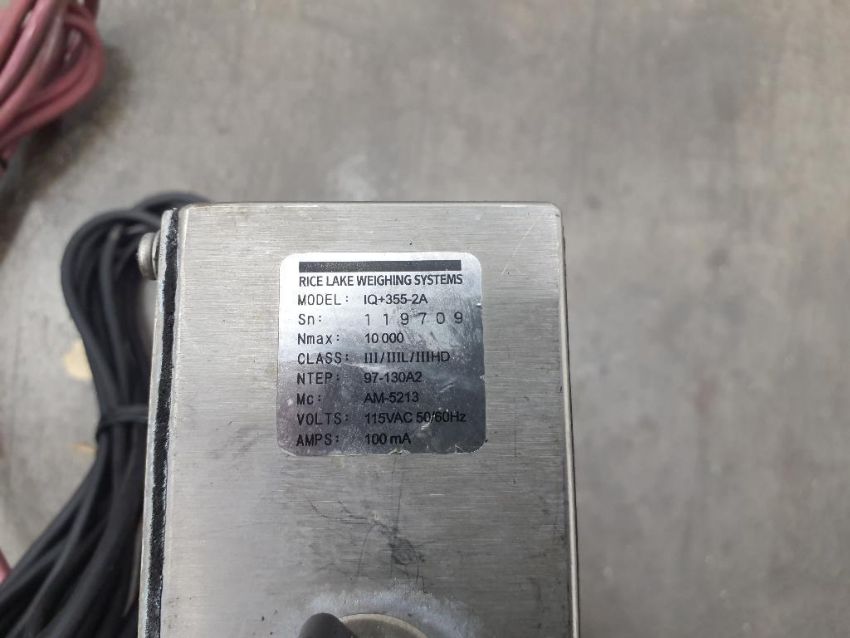 RICE LAKE WEIGHING SYSTEMS
MODEL: IQ+355-2A
Sn: 119709
Nmax: 10 000
CLASS: III/IIIL/IIIHD
NTEP: 97-130A2
Mc: AM-5213
VOLTS: 115VAC 50/60Hz
AMPS: 100 mA